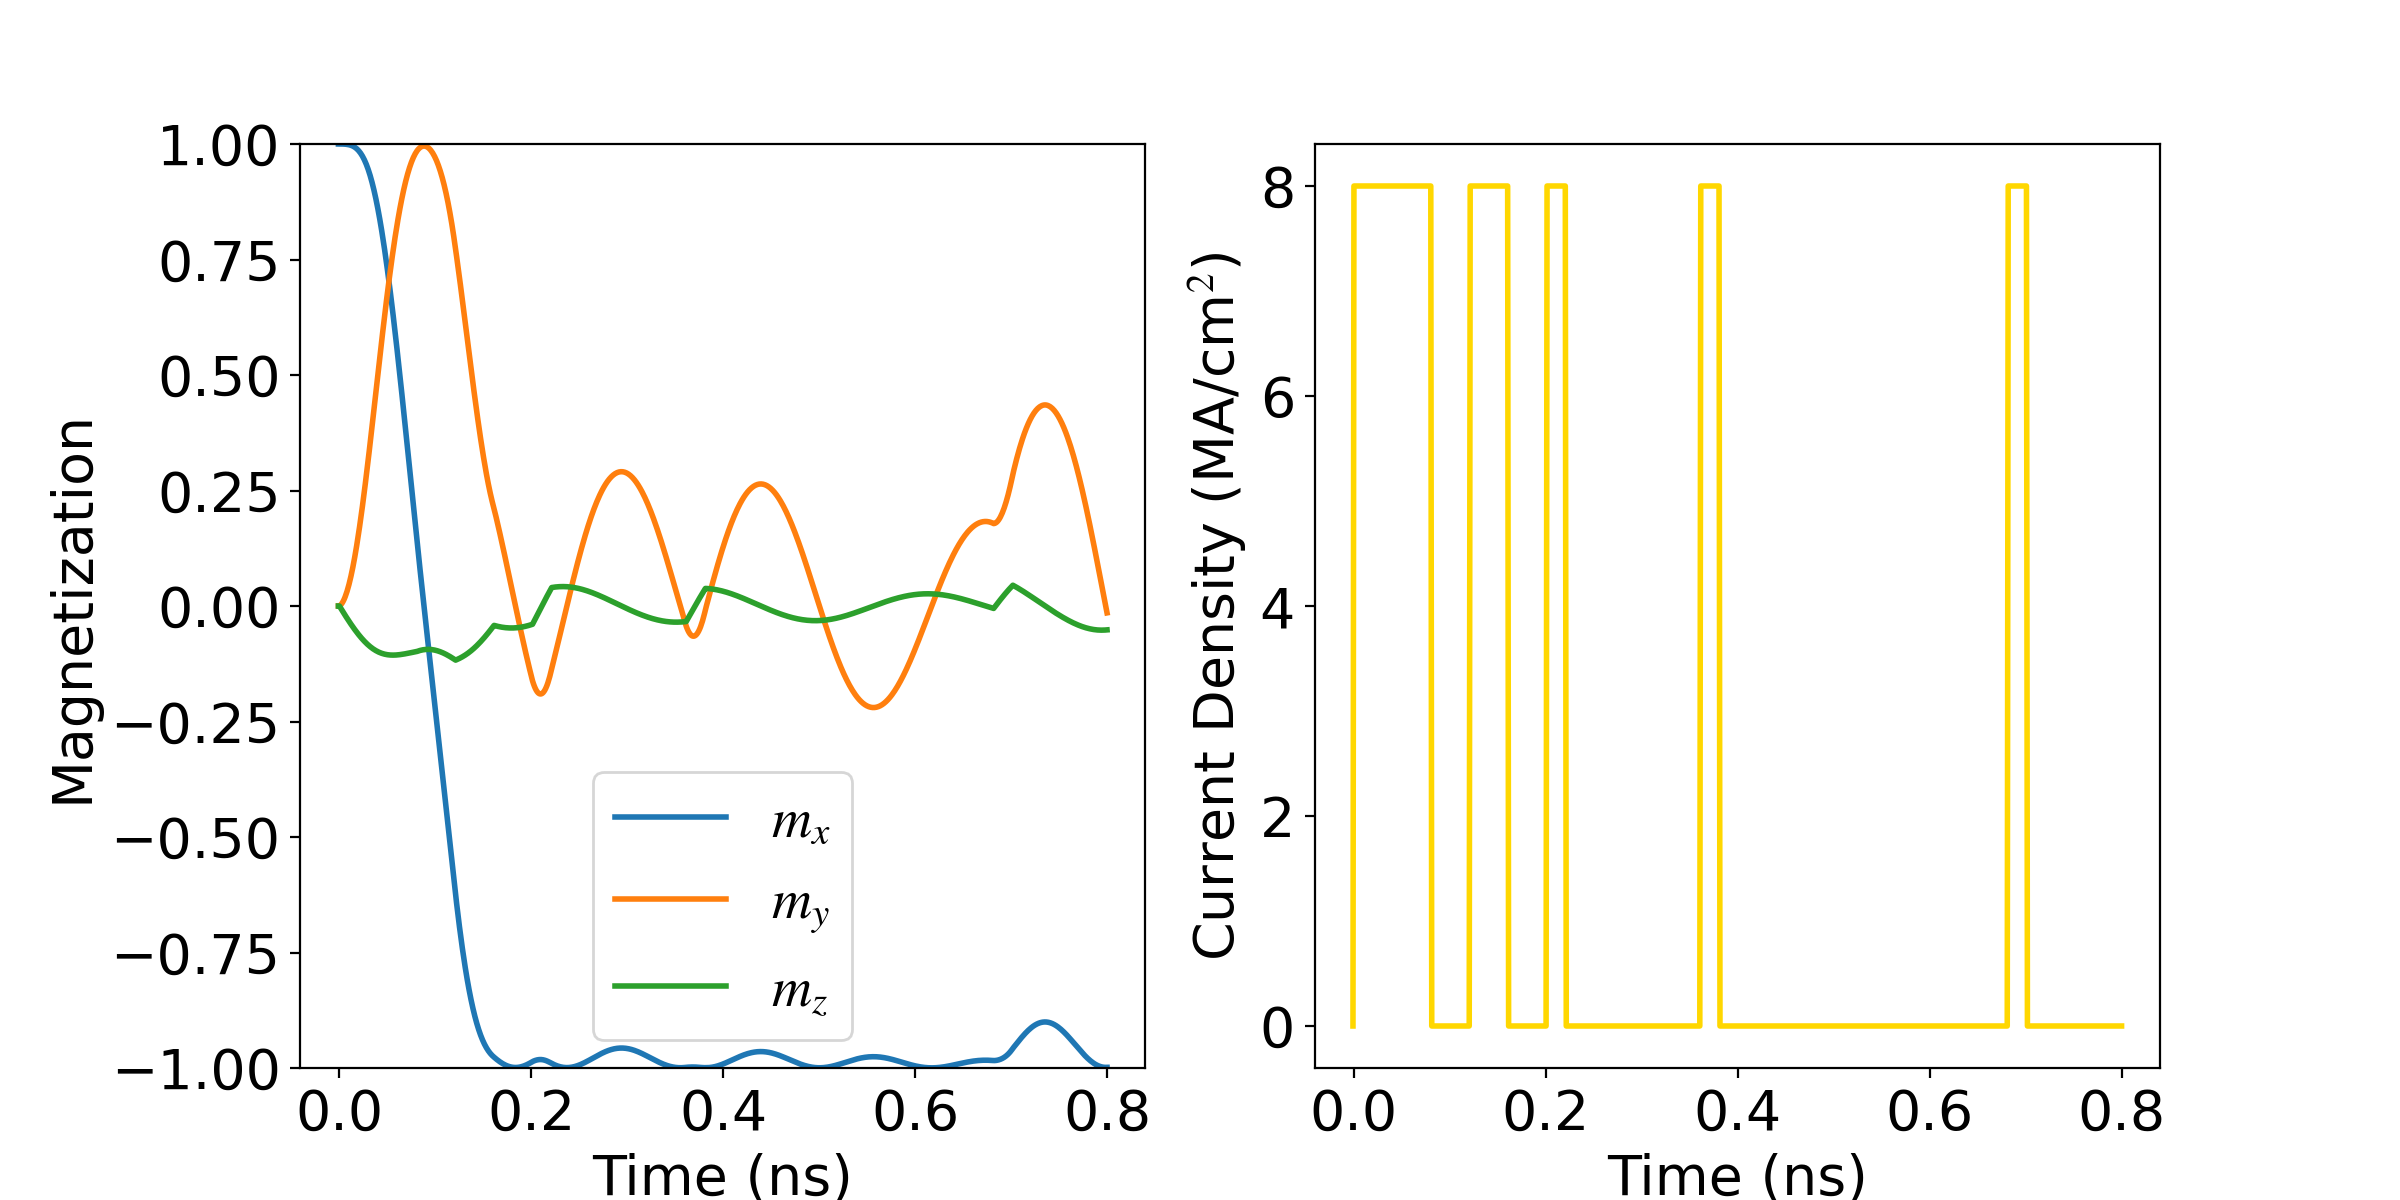 1.00
0.75
0.50
0.25
0.00
−0.25
−0.50
−0.75
−1.00
Magnetization
0.0 0.2 0.4 0.6 0.8
Time (ns)
m_x
m_y
m_z
8
6
4
2
0
Current Density (MA/cm²)
0.0 0.2 0.4 0.6 0.8
Time (ns)